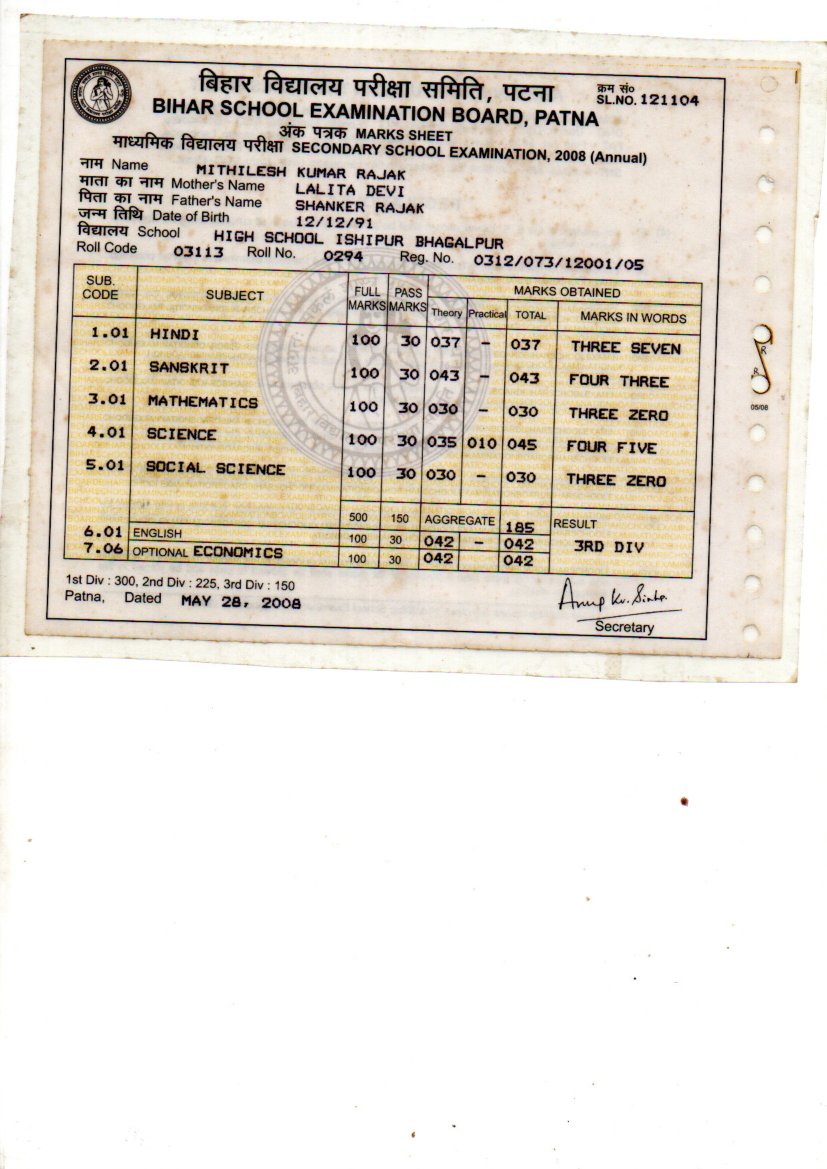 बिहार विद्यालय परीक्षा समिति, पटना
क्रम सं०
SL.NO. 121104
BIHAR SCHOOL EXAMINATION BOARD, PATNA
अंक पत्रक MARKS SHEET
माध्यमिक विद्यालय परीक्षा SECONDARY SCHOOL EXAMINATION, 2008 (Annual)
नाम Name MITHILESH KUMAR RAJAK
माता का नाम Mother's Name LALITA DEVI
पिता का नाम Father's Name SHANKER RAJAK
जन्म तिथि Date of Birth 12/12/91
विद्यालय School HIGH SCHOOL ISHIPUR BHAGALPUR
Roll Code 03113 Roll No. 0294 Reg. No. 0312/073/12001/05
SUB. CODE SUBJECT FULL MARKS PASS MARKS MARKS OBTAINED
Theory Practical TOTAL MARKS IN WORDS
1.01 HINDI 100 30 037 - 037 THREE SEVEN
2.01 SANSKRIT 100 30 043 - 043 FOUR THREE
3.01 MATHEMATICS 100 30 030 - 030 THREE ZERO
4.01 SCIENCE 100 30 035 010 045 FOUR FIVE
5.01 SOCIAL SCIENCE 100 30 030 - 030 THREE ZERO
500 150 AGGREGATE 185 RESULT
6.01 ENGLISH 100 30 042 - 042 3RD DIV
7.06 OPTIONAL ECONOMICS 100 30 042 042
1st Div : 300, 2nd Div : 225, 3rd Div : 150
Patna, Dated MAY 28, 2008
Anup Kr. Sinha
Secretary
R
R
05/08